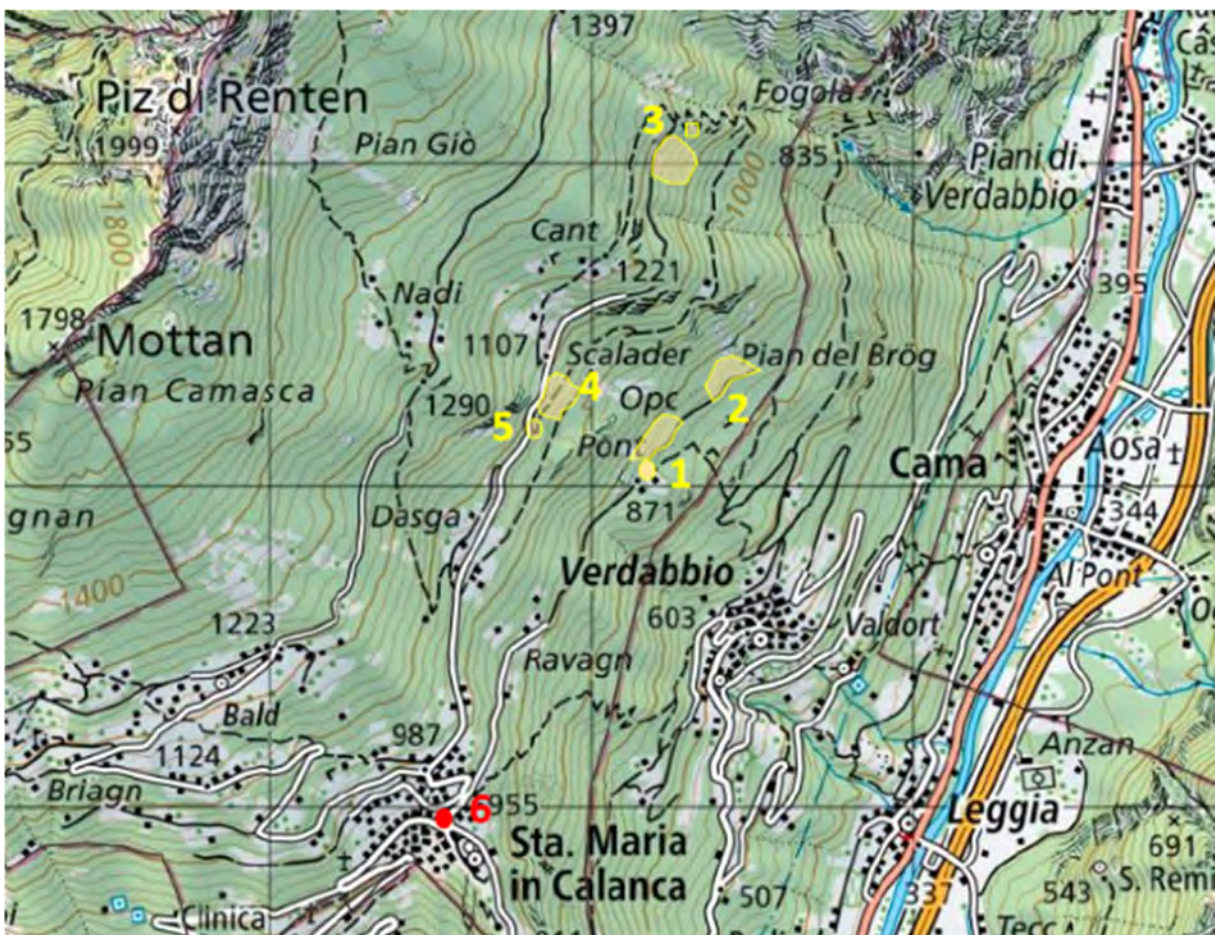 1397
Piz di Renten
1999
Pian Giò
3
Fogola
835
Piani di
Verdabbio
1800
1000
Cant
1221
395
Nadi
1798
Mottan
1107
Scalader
Pian del Brög
Pian Camasca
1290
4
Opc
2
5
55
Pont
Cama
Aosa
1
gnan
Dasga
871
344
1400
Verdabbio
Al Pont
1223
603
Valdort
Ravagn
Bald
987
1124
Anzan
Briagn
6
955
Leggia
Sta. Maria
in Calanca
691
S. Remi
507
337
543
Clinica
Tecc